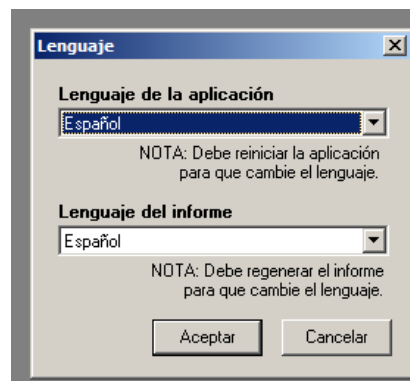 Lenguaje
Lenguaje de la aplicación
Español
NOTA: Debe reiniciar la aplicación
para que cambie el lenguaje.
Lenguaje del informe
Español
NOTA: Debe regenerar el informe
para que cambie el lenguaje.
Aceptar Cancelar